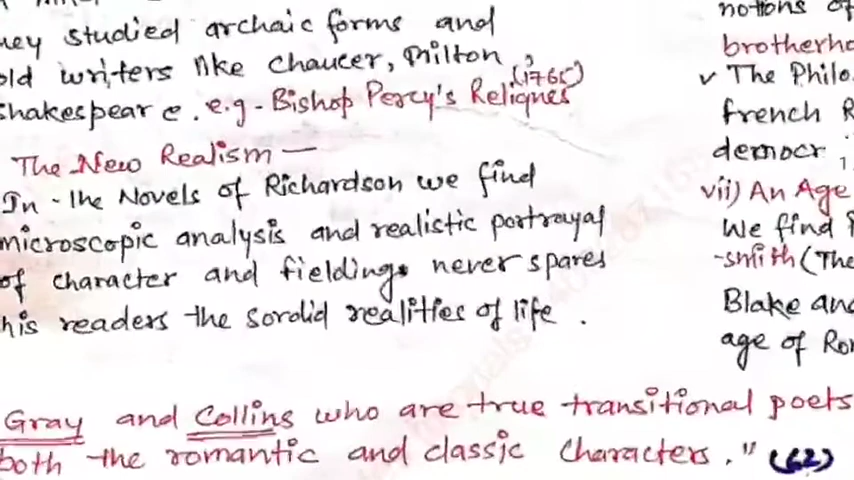 hey studied archaic forms and
old writers like Chaucer, Milton,
Shakespeare. e.g - Bishop Percy's Reliques (1765)
The New Realism —
In the Novels of Richardson we find
microscopic analysis and realistic portrayal
of character and fieldings never spares
his readers the sordid realities of life.
Gray and Collins who are true transitional poets
both the romantic and classic characters." (62)
notions of
brotherho
v The Philo
french R
democr
vii) An Age
We find
-smith (The
Blake and
age of Ro